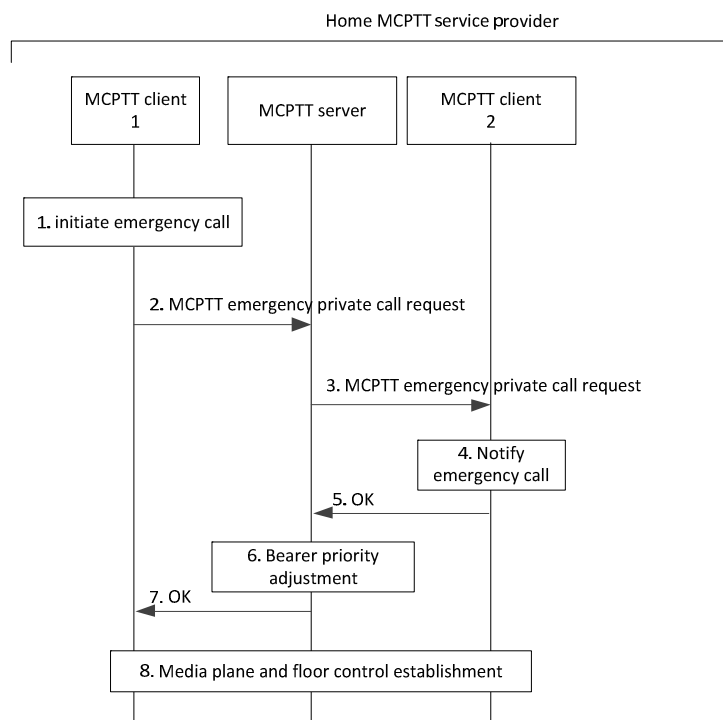 Home MCPTT service provider
MCPTT client
1
MCPTT server
MCPTT client
2
1. initiate emergency call
2. MCPTT emergency private call request
3. MCPTT emergency private call request
4. Notify
emergency call
5. OK
6. Bearer priority
adjustment
7. OK
8. Media plane and floor control establishment